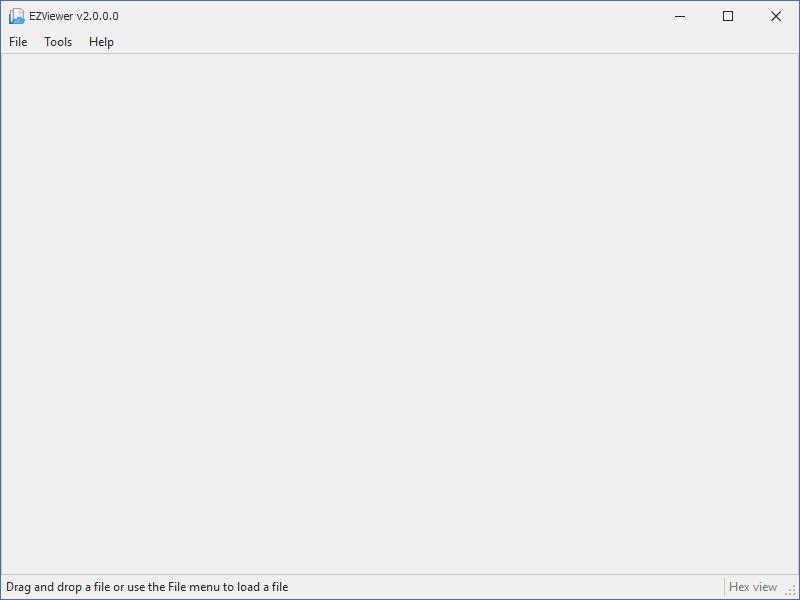 EZViewer v2.0.0.0
File Tools Help
Drag and drop a file or use the File menu to load a file
Hex view